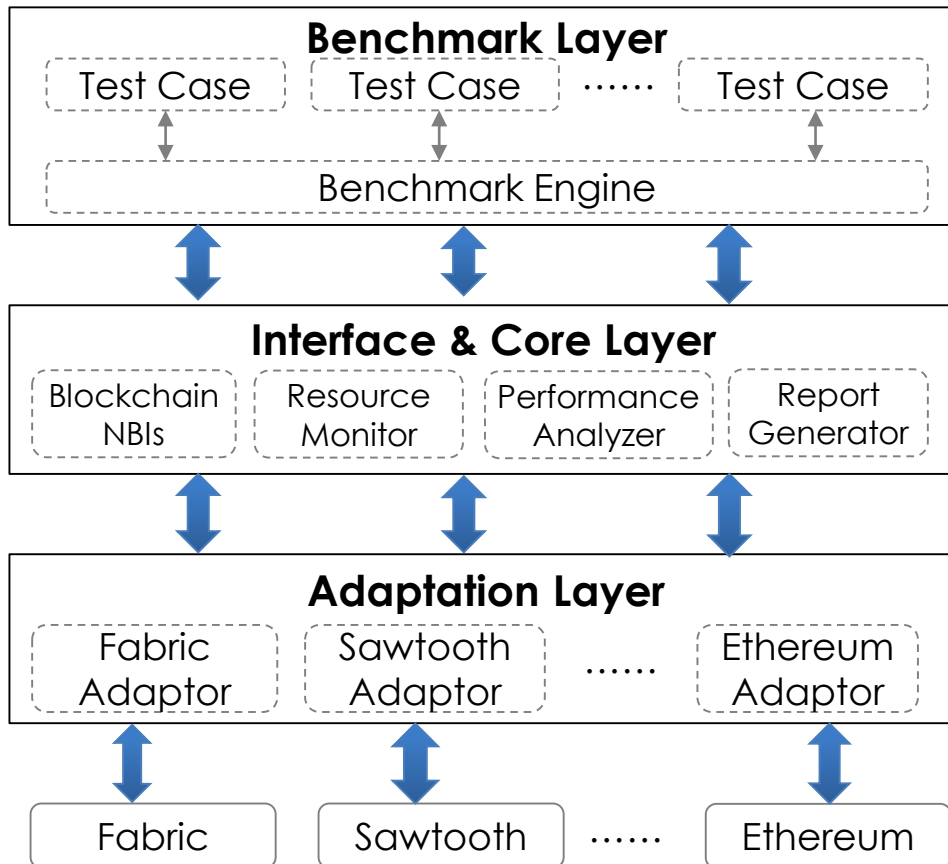 Benchmark Layer
Test Case Test Case ...... Test Case
Benchmark Engine
Interface & Core Layer
Blockchain
NBIs
Resource
Monitor
Performance
Analyzer
Report
Generator
Adaptation Layer
Fabric
Adaptor
Sawtooth
Adaptor
......
Ethereum
Adaptor
Fabric Sawtooth ...... Ethereum